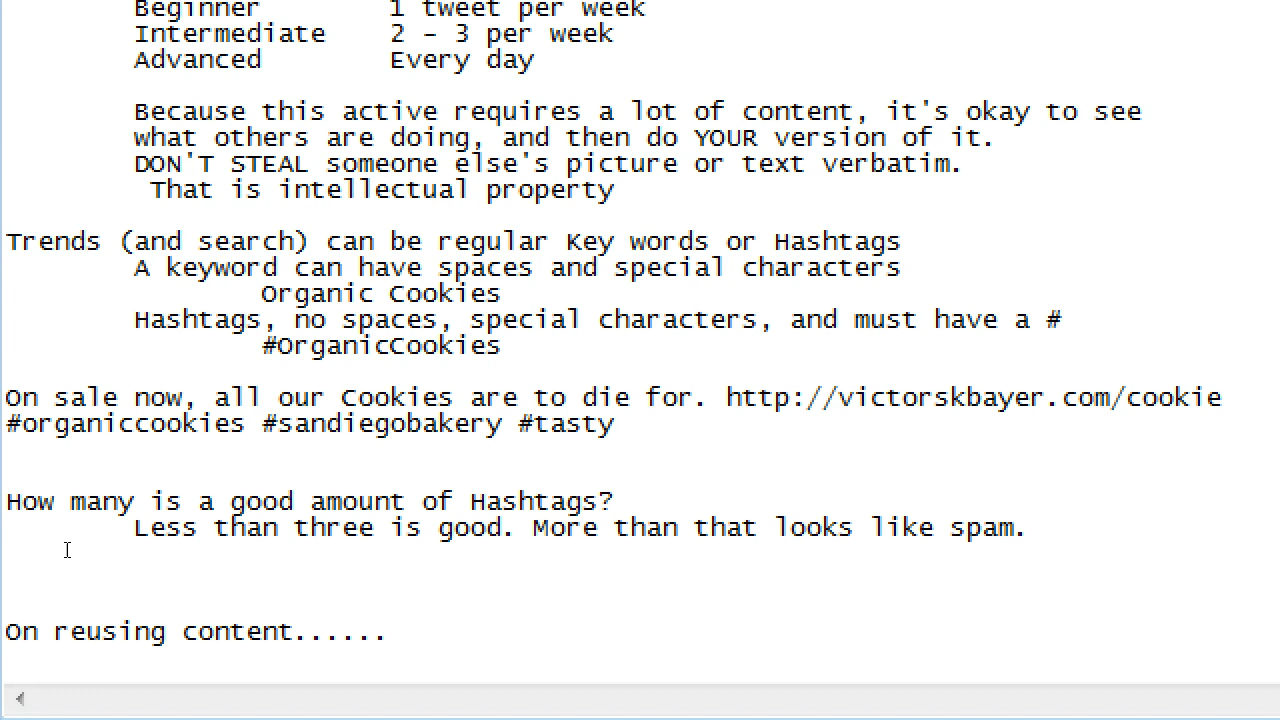 Beginner 1 tweet per week
Intermediate 2 - 3 per week
Advanced Every day
Because this active requires a lot of content, it's okay to see
what others are doing, and then do YOUR version of it.
DON'T STEAL someone else's picture or text verbatim.
That is intellectual property
Trends (and search) can be regular Key words or Hashtags
A keyword can have spaces and special characters
Organic Cookies
Hashtags, no spaces, special characters, and must have a #
#OrganicCookies
On sale now, all our Cookies are to die for. http://victorskbayer.com/cookie
#organiccookies #sandiegobakery #tasty
How many is a good amount of Hashtags?
Less than three is good. More than that looks like spam.
On reusing content......